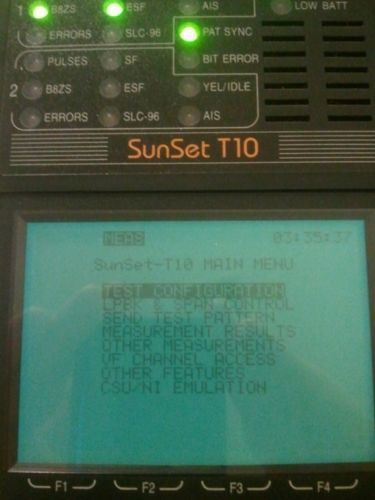 1 B8ZS ESF AIS LOW BATT
ERRORS SLC-96 PAT SYNC
PULSES SF BIT ERROR
2 B8ZS ESF YEL/IDLE
ERRORS SLC-96 AIS
SunSet T10
MEAS 03:35:37
SunSet-T10 MAIN MENU
TEST CONFIGURATION
LPBK & SPAN CONTROL
SEND TEST PATTERN
MEASUREMENT RESULTS
OTHER MEASUREMENTS
VF CHANNEL ACCESS
OTHER FEATURES
CSU/NI EMULATION
F1 F2 F3 F4